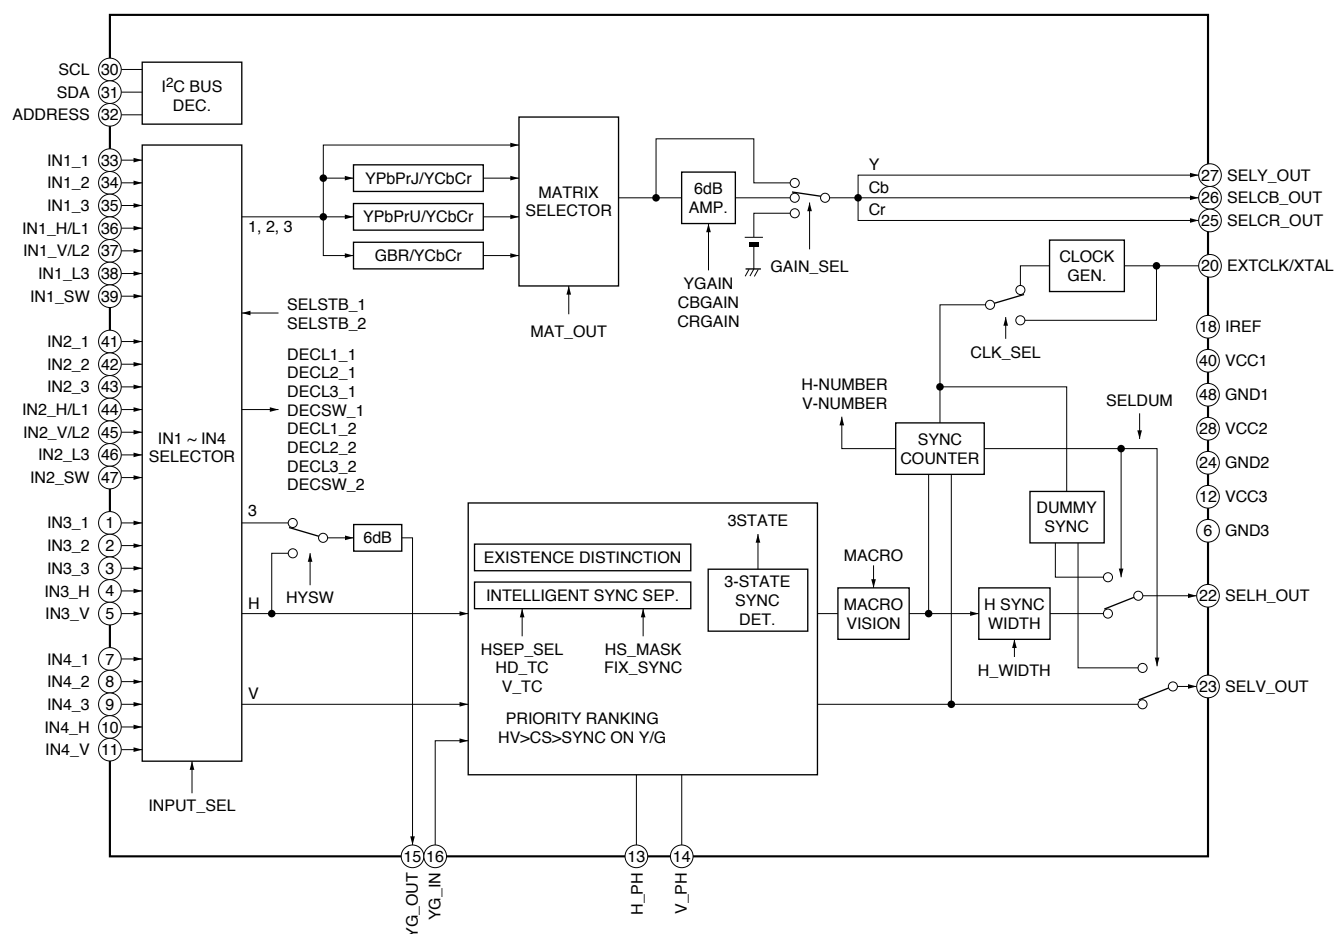 SCL 30
SDA 31
ADDRESS 32
I2C BUS
DEC.
IN1_1 33
IN1_2 34
IN1_3 35
IN1_H/L1 36
IN1_V/L2 37
IN1_L3 38
IN1_SW 39
IN2_1 41
IN2_2 42
IN2_3 43
IN2_H/L1 44
IN2_V/L2 45
IN2_L3 46
IN2_SW 47
IN3_1 1
IN3_2 2
IN3_3 3
IN3_H 4
IN3_V 5
IN4_1 7
IN4_2 8
IN4_3 9
IN4_H 10
IN4_V 11
IN1 ~ IN4
SELECTOR
INPUT_SEL
1, 2, 3
YPbPrJ/YCbCr
YPbPrU/YCbCr
GBR/YCbCr
MATRIX
SELECTOR
MAT_OUT
6dB
AMP.
YGAIN
CBGAIN
CRGAIN
GAIN_SEL
Y
Cb
Cr
27 SELY_OUT
26 SELCB_OUT
25 SELCR_OUT
CLOCK
GEN.
20 EXTCLK/XTAL
CLK_SEL
18 IREF
40 VCC1
48 GND1
28 VCC2
24 GND2
12 VCC3
6 GND3
SELSTB_1
SELSTB_2
DECL1_1
DECL2_1
DECL3_1
DECSW_1
DECL1_2
DECL2_2
DECL3_2
DECSW_2
H-NUMBER
V-NUMBER
SYNC
COUNTER
SELDUM
DUMMY
SYNC
3
6dB
HYSW
H
V
EXISTENCE DISTINCTION
INTELLIGENT SYNC SEP.
HSEP_SEL
HD_TC
V_TC
HS_MASK
FIX_SYNC
3STATE
3-STATE
SYNC
DET.
PRIORITY RANKING
HV>CS>SYNC ON Y/G
MACRO
MACRO
VISION
H SYNC
WIDTH
H_WIDTH
22 SELH_OUT
23 SELV_OUT
15 YG_OUT
16 YG_IN
13 H_PH
14 V_PH